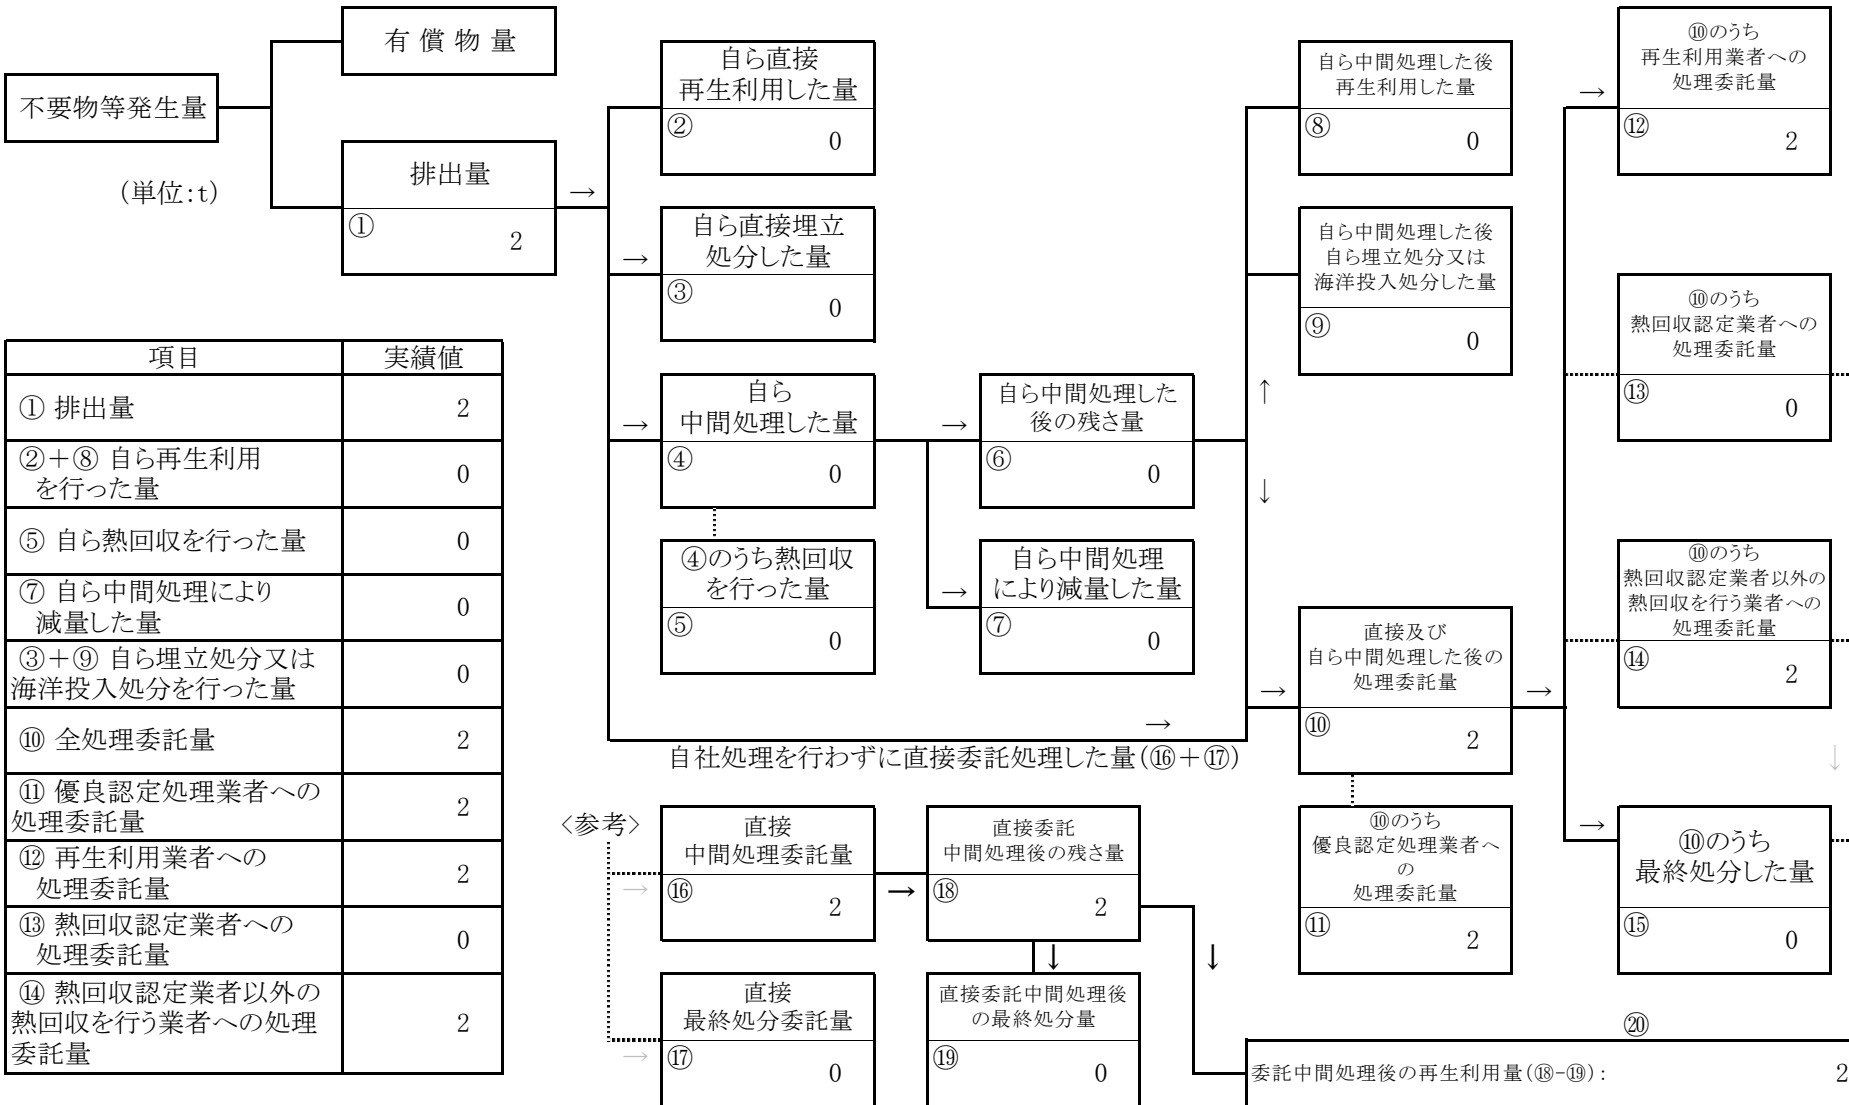 不要物等発生量
(単位:t)
有 償 物 量
排出量
①
2
→
自ら直接
再生利用した量
②
0
→
自ら直接埋立
処分した量
③
0
→
自ら
中間処理した量
④
0
④のうち熱回収
を行った量
⑤
0
→
自ら中間処理した
後の残さ量
⑥
0
→
自ら中間処理
により減量した量
⑦
0
↑
↓
自ら中間処理した後
再生利用した量
⑧
0
自ら中間処理した後
自ら埋立処分又は
海洋投入処分した量
⑨
0
→
自社処理を行わずに直接委託処理した量(⑯+⑰)
→
直接及び
自ら中間処理した後の
処理委託量
⑩
2
⑩のうち
優良認定処理業者へ
の
処理委託量
⑪
2
→
→
⑩のうち
再生利用業者への
処理委託量
⑫
2
⑩のうち
熱回収認定業者への
処理委託量
⑬
0
⑩のうち
熱回収認定業者以外の
熱回収を行う業者への
処理委託量
⑭
2
↓
→
⑩のうち
最終処分した量
⑮
0
項目 実績値
① 排出量 2
②+⑧ 自ら再生利用
を行った量 0
⑤ 自ら熱回収を行った量 0
⑦ 自ら中間処理により
減量した量 0
③+⑨ 自ら埋立処分又は
海洋投入処分を行った量 0
⑩ 全処理委託量 2
⑪ 優良認定処理業者への
処理委託量 2
⑫ 再生利用業者への
処理委託量 2
⑬ 熱回収認定業者への
処理委託量 0
⑭ 熱回収認定業者以外の
熱回収を行う業者への処理
委託量 2
〈参考〉
→
直接
中間処理委託量
⑯
2
→
直接委託
中間処理後の残さ量
⑱
2
↓
↓
→
直接
最終処分委託量
⑰
0
直接委託中間処理後
の最終処分量
⑲
0
⑳
委託中間処理後の再生利用量(⑱-⑲): 2